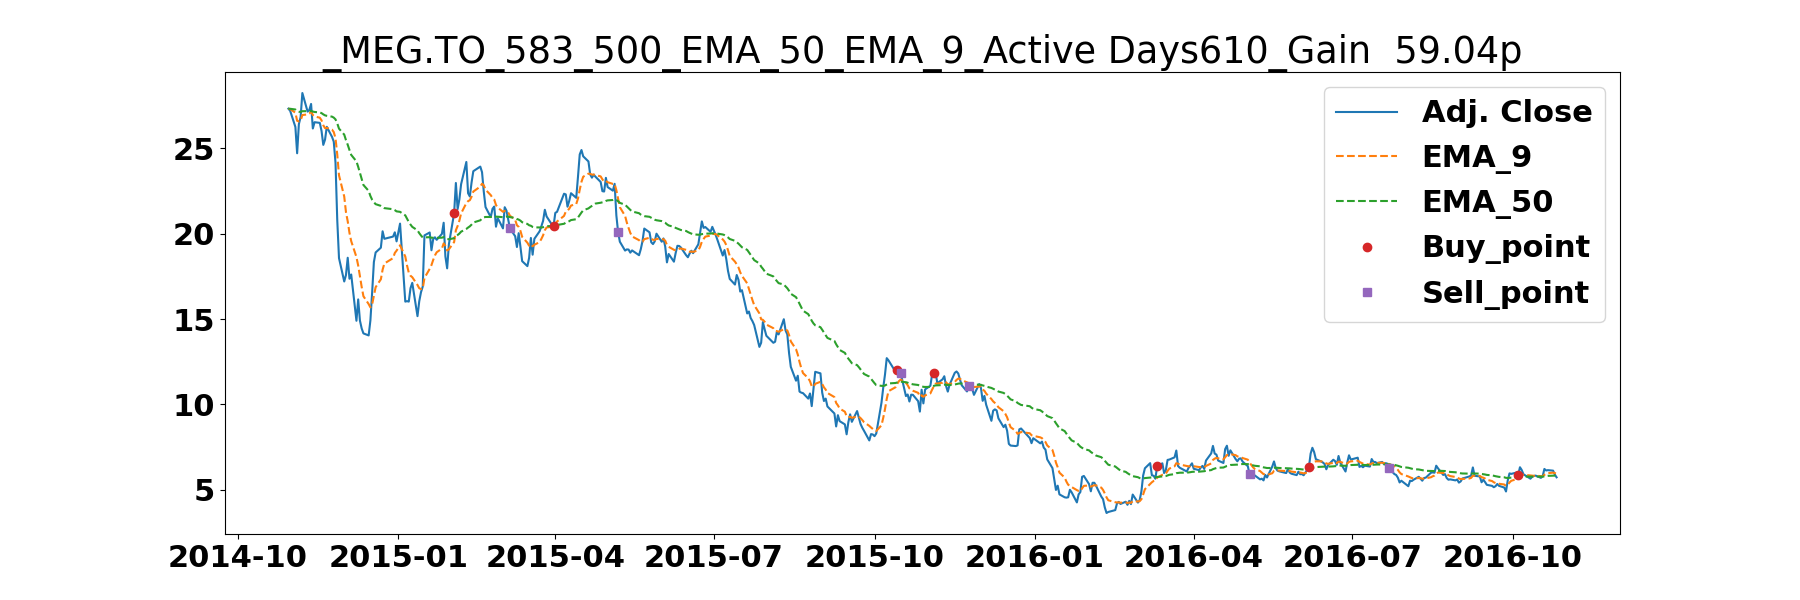 _MEG.TO_583_500_EMA_50_EMA_9_Active Days610_Gain  59.04p
Adj. Close
EMA_9
EMA_50
Buy_point
Sell_point
25
20
15
10
5
2014-10 2015-01 2015-04 2015-07 2015-10 2016-01 2016-04 2016-07 2016-10